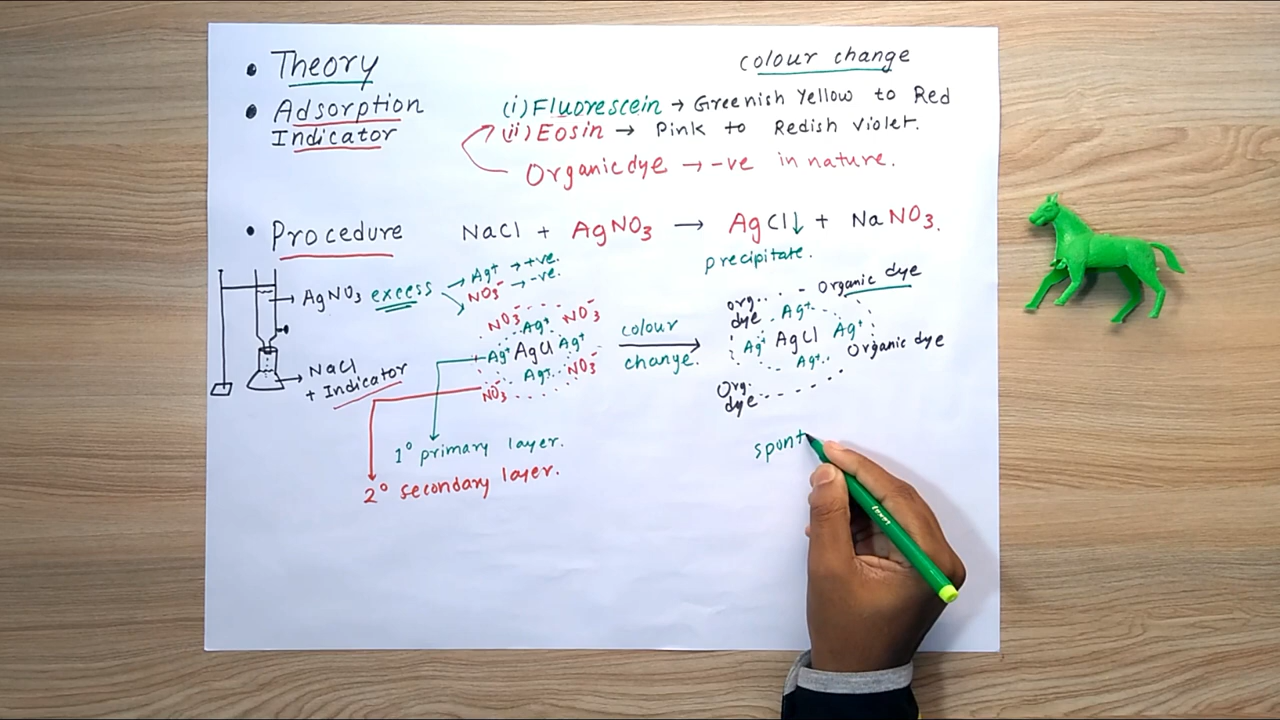 • Theory
colour change
• Adsorption
Indicator
(i) Fluorescein → Greenish Yellow to Red
(ii) Eosin → Pink to Redish Violet.
Organic dye → -ve in nature.
• Procedure
NaCl + AgNO3 → AgCl↓ + NaNO3.
precipitate.
→ AgNO3 excess → Ag+ → +ve.
NO3- → -ve.
→ NaCl
+ Indicator
NO3- NO3-
Ag+
Ag+ AgCl Ag+
Ag+ NO3-
NO3-
colour
change.
Organic dye
org.
dye Ag+
Ag+ AgCl Ag+
Ag+ Organic dye
Org.
dye
1° primary layer.
2° secondary layer.
spont